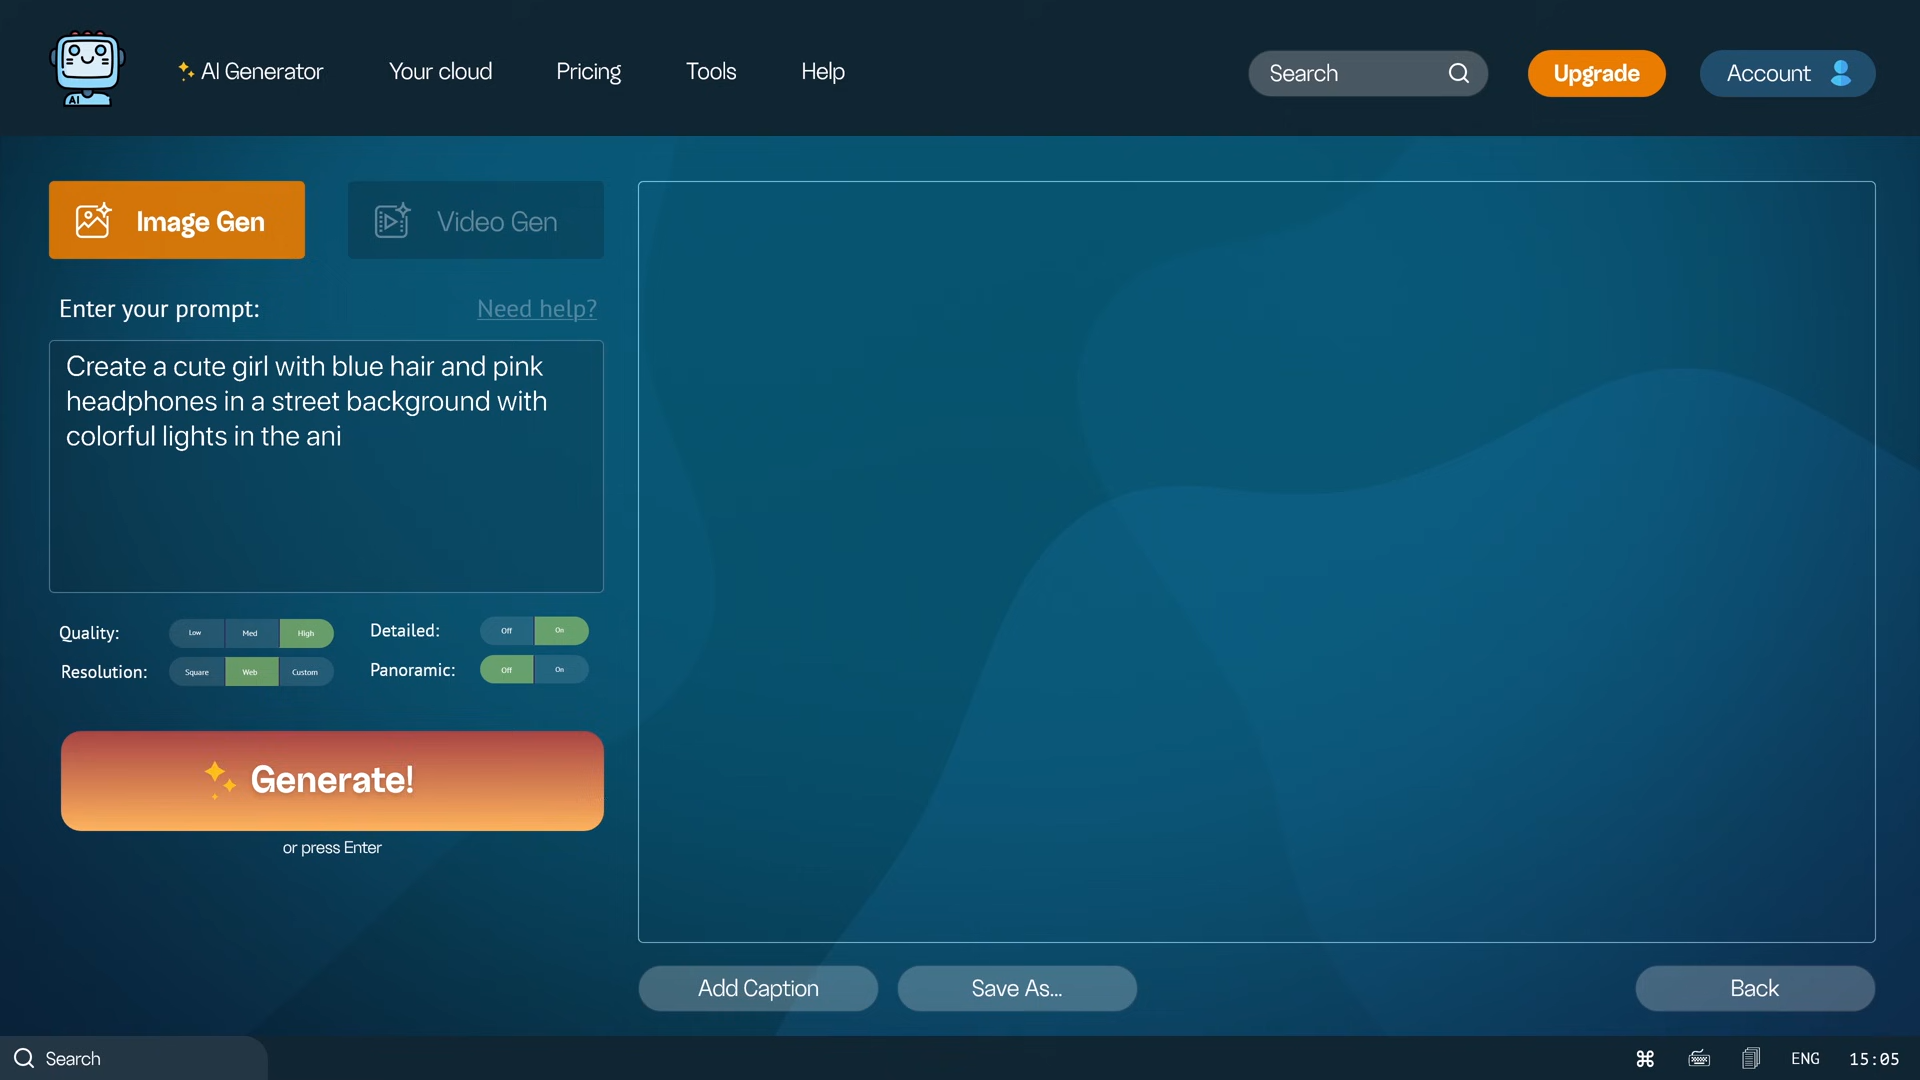 AI Generator
Your cloud
Pricing
Tools
Help
Search
Upgrade
Account
AI
Image Gen
Video Gen
Enter your prompt:
Need help?
Create a cute girl with blue hair and pink
headphones in a street background with
colorful lights in the ani
Quality:
Low
Med
High
Detailed:
Off
On
Resolution:
Square
Web
Custom
Panoramic:
Off
On
Generate!
or press Enter
Add Caption
Save As...
Back
Search
ENG
15:05